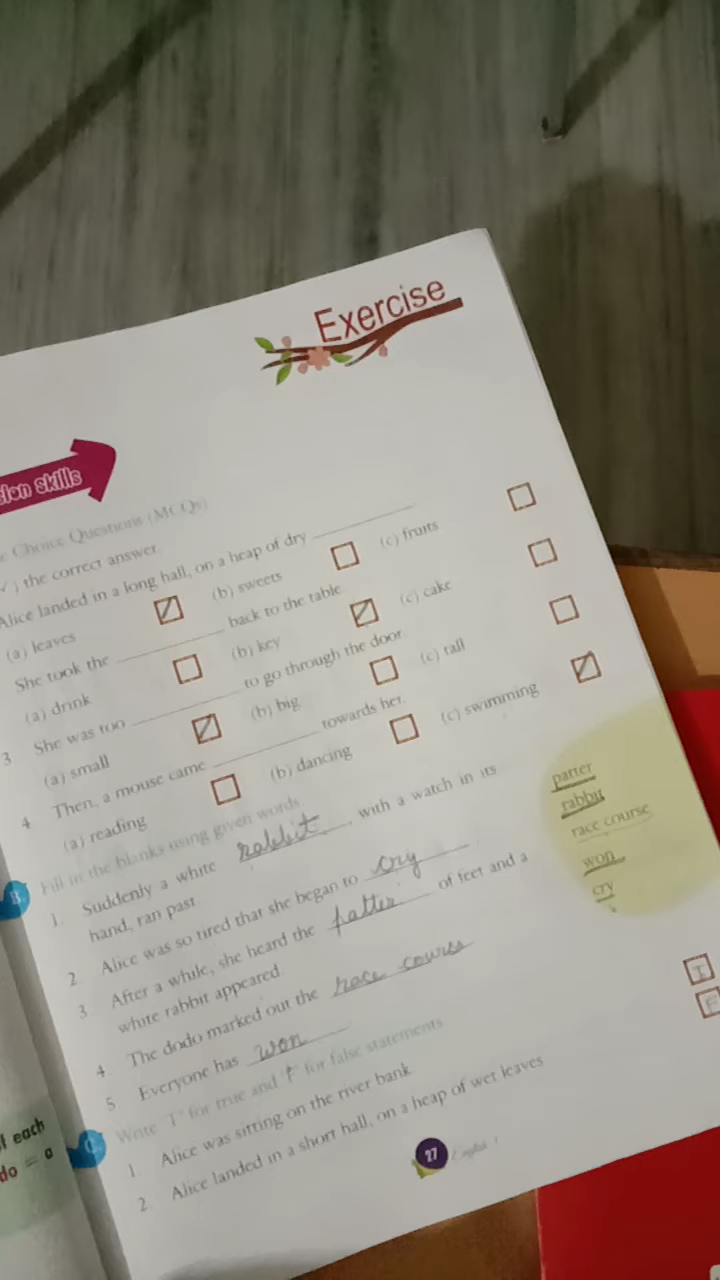 Exercise
sion skills
e Choice Questions (MCQs)
) the correct answer.
Alice landed in a long hall, on a heap of dry
(a) leaves (b) sweets (c) fruits
She took the back to the table
(a) drink (b) key (c) cake
3 She was too to go through the door
(a) small (b) big (c) tall
4 Then, a mouse came towards her.
(a) reading (b) dancing (c) swimming
B Fill in the blanks using given words.
patter
rabbit
race course
won
cry
1. Suddenly a white rabbit, with a watch in its
hand, ran past.
2 Alice was so tired that she began to cry
3 After a while, she heard the patter of feet and a
white rabbit appeared.
4. The dodo marked out the race course
5 Everyone has won
C Write 'T' for true and 'F' for false statements
1 Alice was sitting on the river bank T
2 Alice landed in a short hall, on a heap of wet leaves F
27
English
f each
do = a